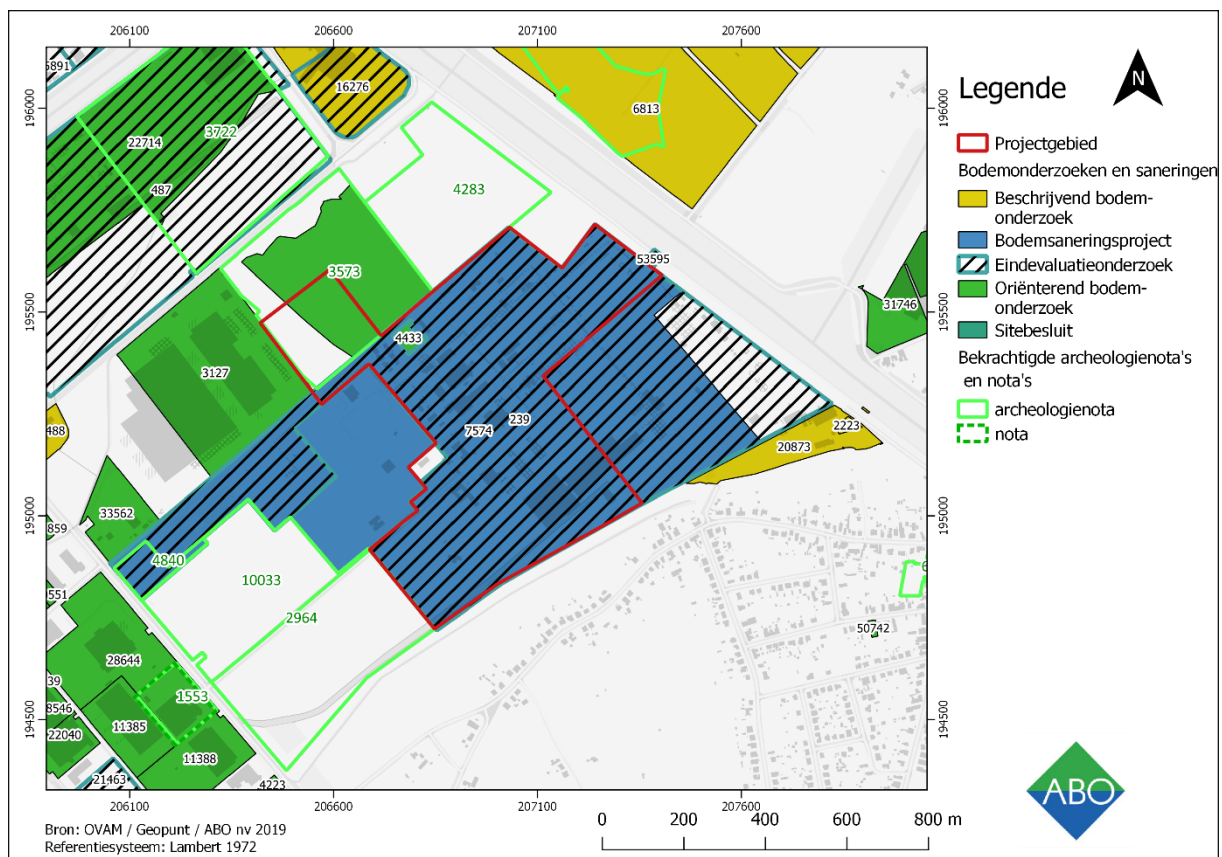 206100 206600 207100 207600
196000
195500
195000
194500
196000
195500
195000
194500
5891
16276
6813
22714
3722
487
4283
53595
3573
31746
4433
3127
7574
239
488
2223
20873
33562
859
4840
10033
551
2964
50742
28644
39
1553
8546
11385
22040
11388
21463
4223
Legende
N
Projectgebied
Bodemonderzoeken en saneringen
Beschrijvend bodem-
onderzoek
Bodemsaneringsproject
Eindevaluatieonderzoek
Oriënterend bodem-
onderzoek
Sitebesluit
Bekrachtigde archeologienota's
en nota's
archeologienota
nota
ABO
Bron: OVAM / Geopunt / ABO nv 2019
Referentiesysteem: Lambert 1972
0 200 400 600 800 m